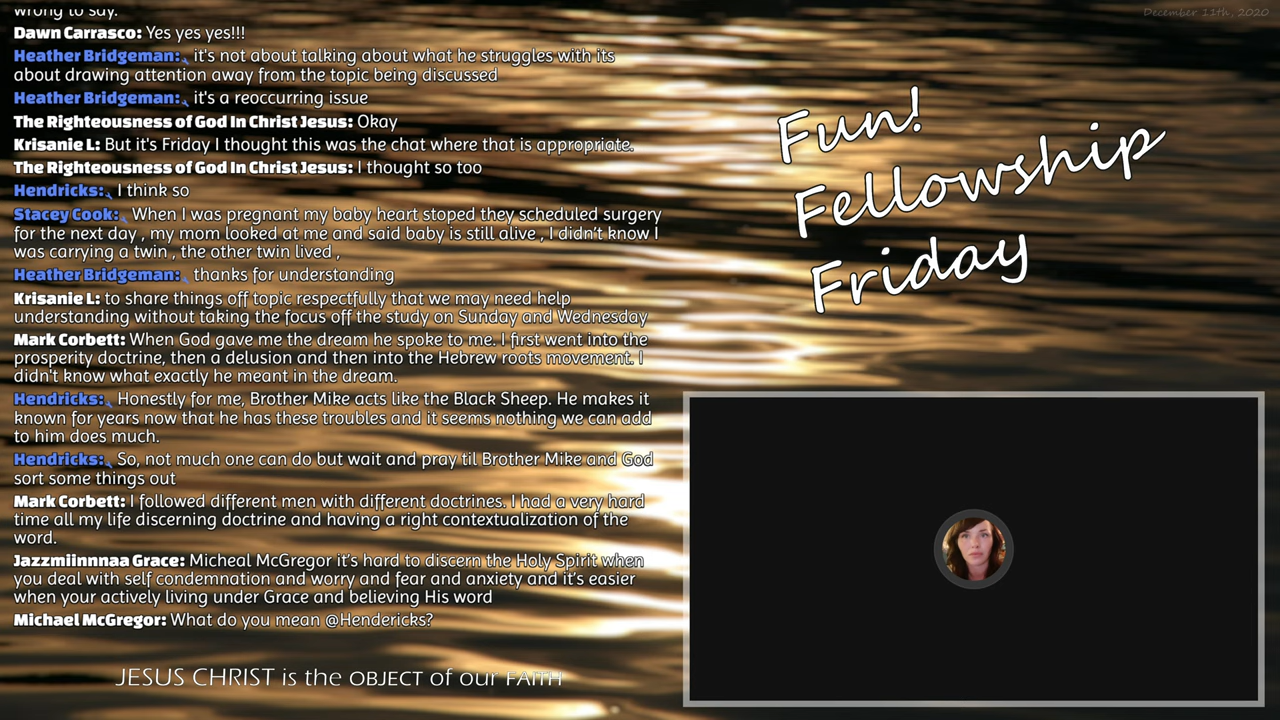 wrong to say.
Dawn Carrasco: Yes yes yes!!!
Heather Bridgeman: it's not about talking about what he struggles with its
about drawing attention away from the topic being discussed
Heather Bridgeman: it's a reoccurring issue
The Righteousness of God In Christ Jesus: Okay
Krisanie L: But it's Friday I thought this was the chat where that is appropriate.
The Righteousness of God In Christ Jesus: I thought so too
Hendricks: I think so
Stacey Cook: When I was pregnant my baby heart stoped they scheduled surgery
for the next day , my mom looked at me and said baby is still alive , I didn't know I
was carrying a twin , the other twin lived ,
Heather Bridgeman: thanks for understanding
Krisanie L: to share things off topic respectfully that we may need help
understanding without taking the focus off the study on Sunday and Wednesday
Mark Corbett: When God gave me the dream he spoke to me. I first went into the
prosperity doctrine, then a delusion and then into the Hebrew roots movement. I
didn't know what exactly he meant in the dream.
Hendricks: Honestly for me, Brother Mike acts like the Black Sheep. He makes it
known for years now that he has these troubles and it seems nothing we can add
to him does much.
Hendricks: So, not much one can do but wait and pray til Brother Mike and God
sort some things out
Mark Corbett: I followed different men with different doctrines. I had a very hard
time all my life discerning doctrine and having a right contextualization of the
word.
Jazzmiinnnaa Grace: Micheal McGregor it's hard to discern the Holy Spirit when
you deal with self condemnation and worry and fear and anxiety and it's easier
when your actively living under Grace and believing His word
Michael McGregor: What do you mean @Hendericks?
JESUS CHRIST is the OBJECT of our FAITH
December 11th, 2020
Fun!
Fellowship
Friday